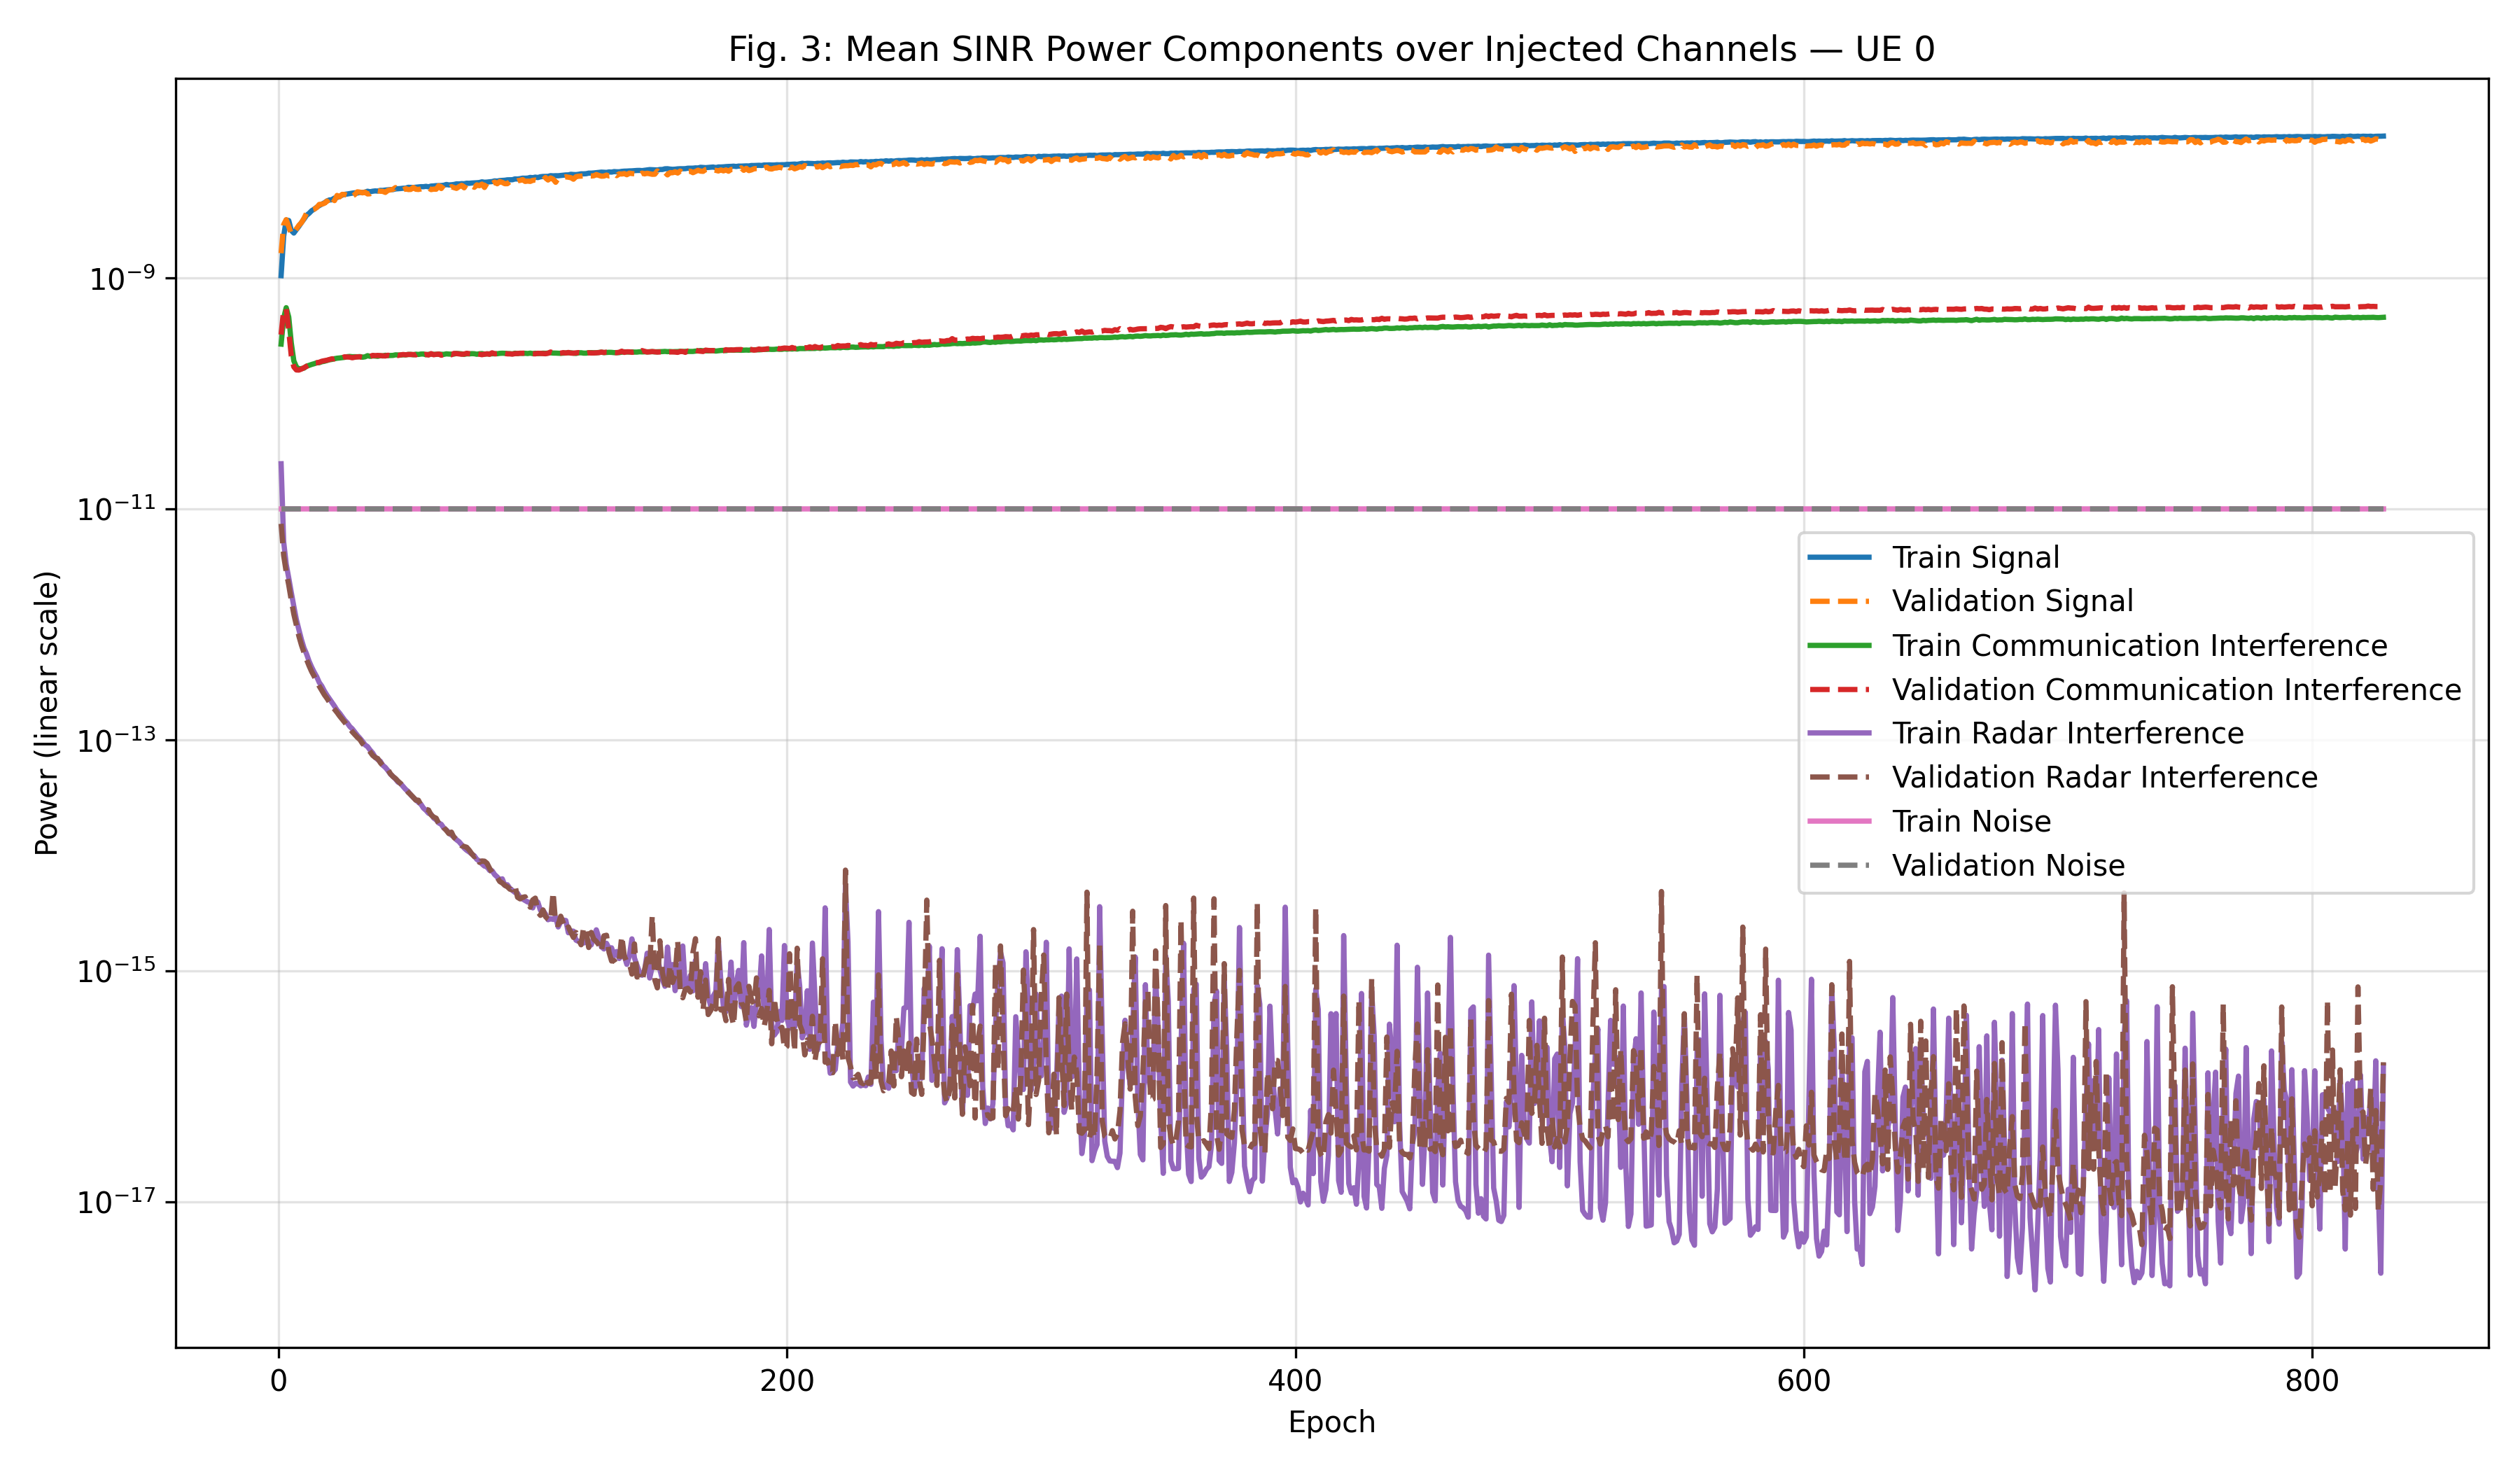 Fig. 3: Mean SINR Power Components over Injected Channels — UE 0
Power (linear scale)
10⁻⁹
10⁻¹¹
10⁻¹³
10⁻¹⁵
10⁻¹⁷
Train Signal
Validation Signal
Train Communication Interference
Validation Communication Interference
Train Radar Interference
Validation Radar Interference
Train Noise
Validation Noise
0 200 400 600 800
Epoch